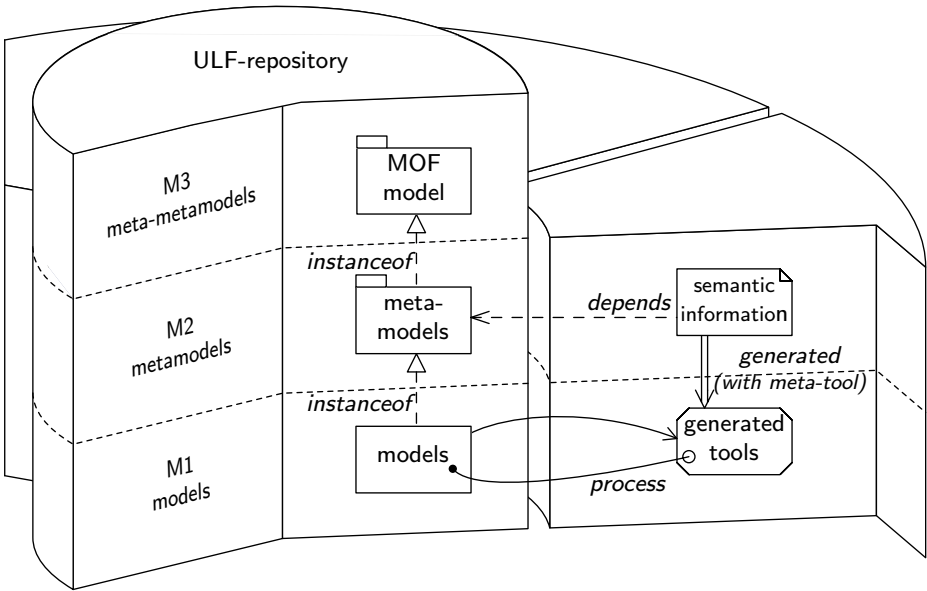 ULF-repository
M3
meta-metamodels
MOF
model
instanceof
M2
metamodels
meta-
models
depends
semantic
information
generated
(with meta-tool)
instanceof
M1
models
models
generated
tools
process